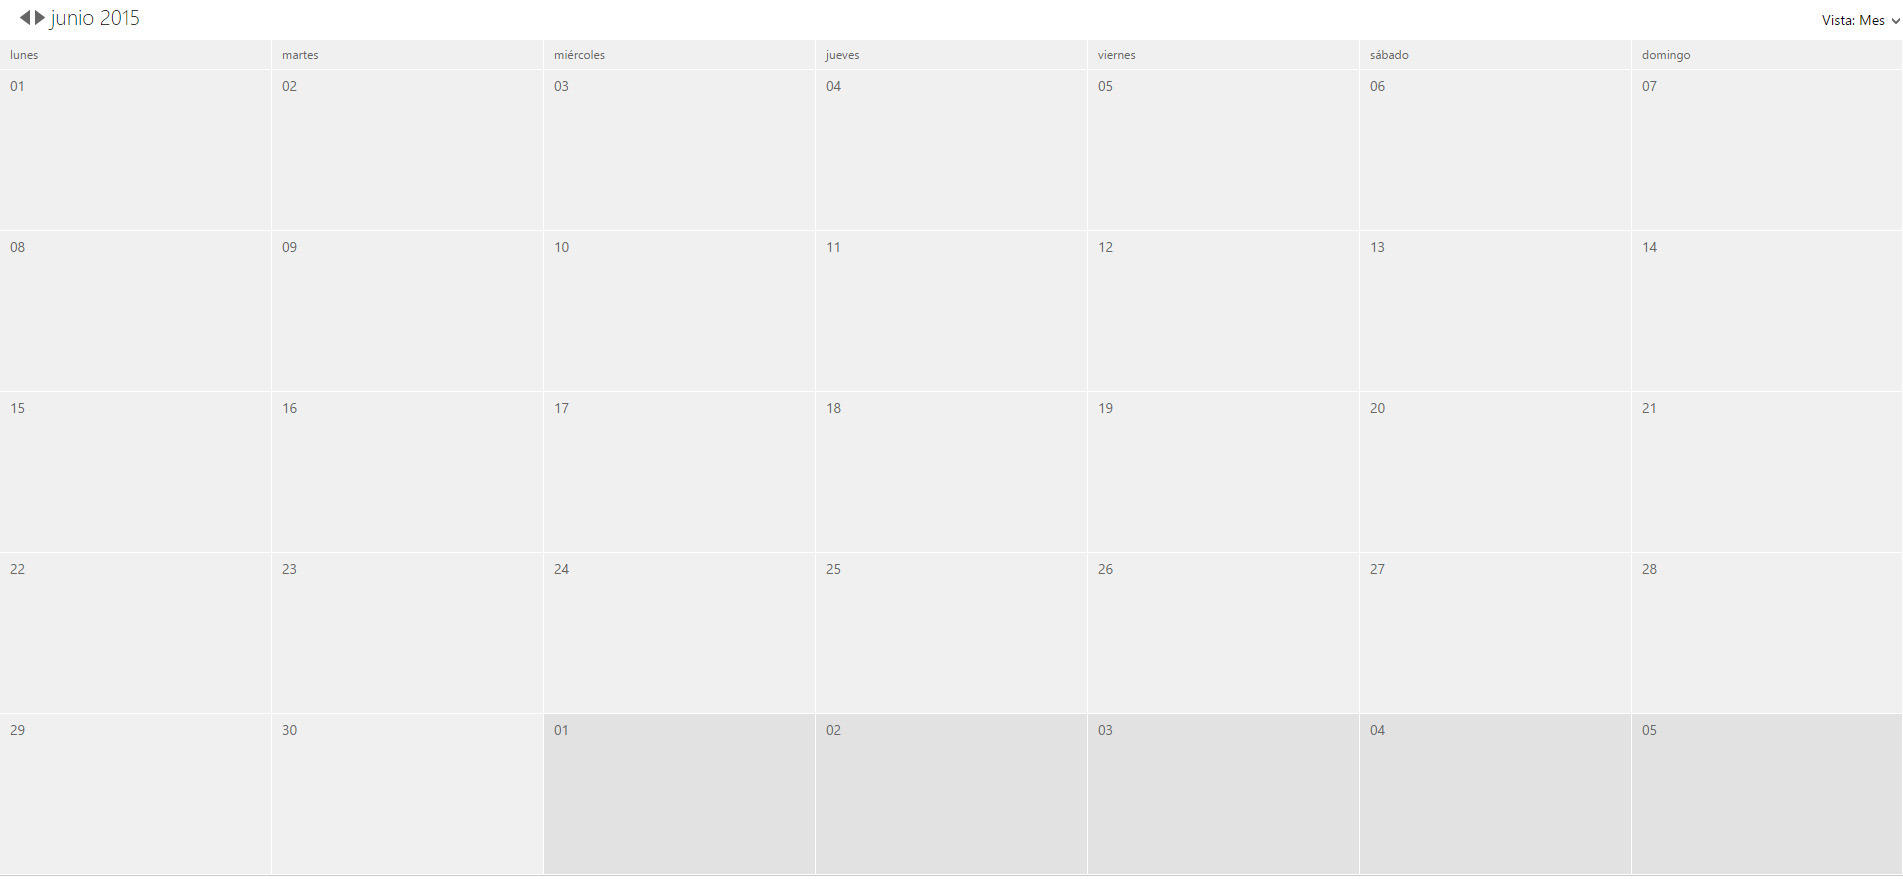 junio 2015
Vista: Mes
lunes martes miércoles jueves viernes sábado domingo
01 02 03 04 05 06 07
08 09 10 11 12 13 14
15 16 17 18 19 20 21
22 23 24 25 26 27 28
29 30 01 02 03 04 05